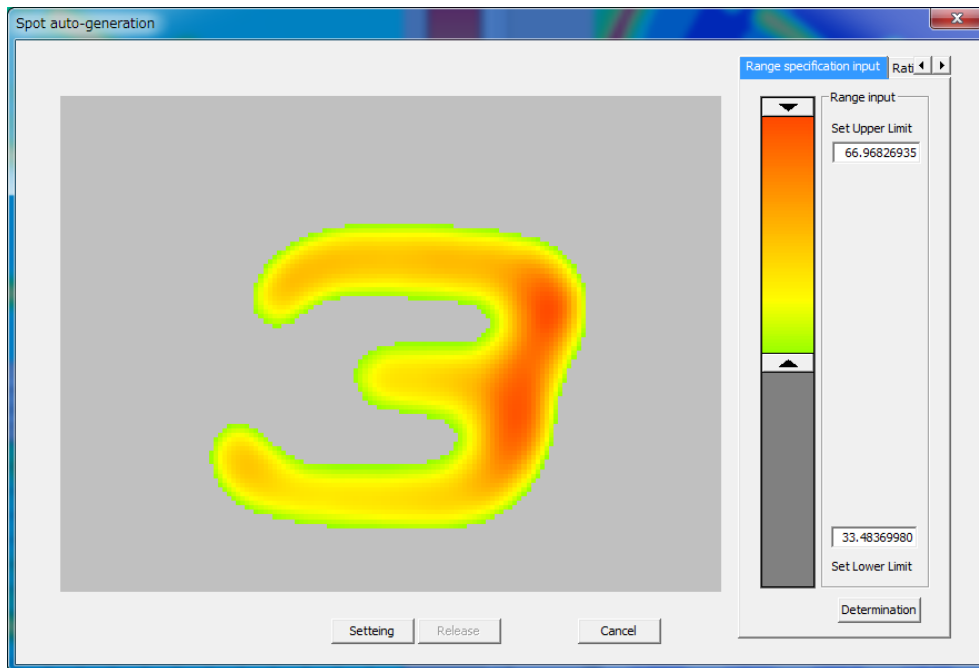 Spot auto-generation
Range specification input
Rati
Range input
Set Upper Limit
66.96826935
3
33.48369980
Set Lower Limit
Determination
Setteing
Release
Cancel